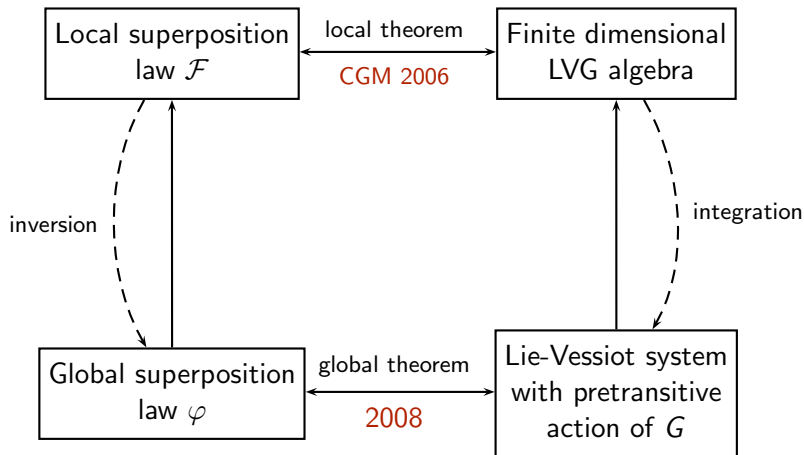 Local superposition
law ℱ
local theorem
CGM 2006
Finite dimensional
LVG algebra
inversion
integration
Global superposition
law φ
global theorem
2008
Lie-Vessiot system
with pretransitive
action of G